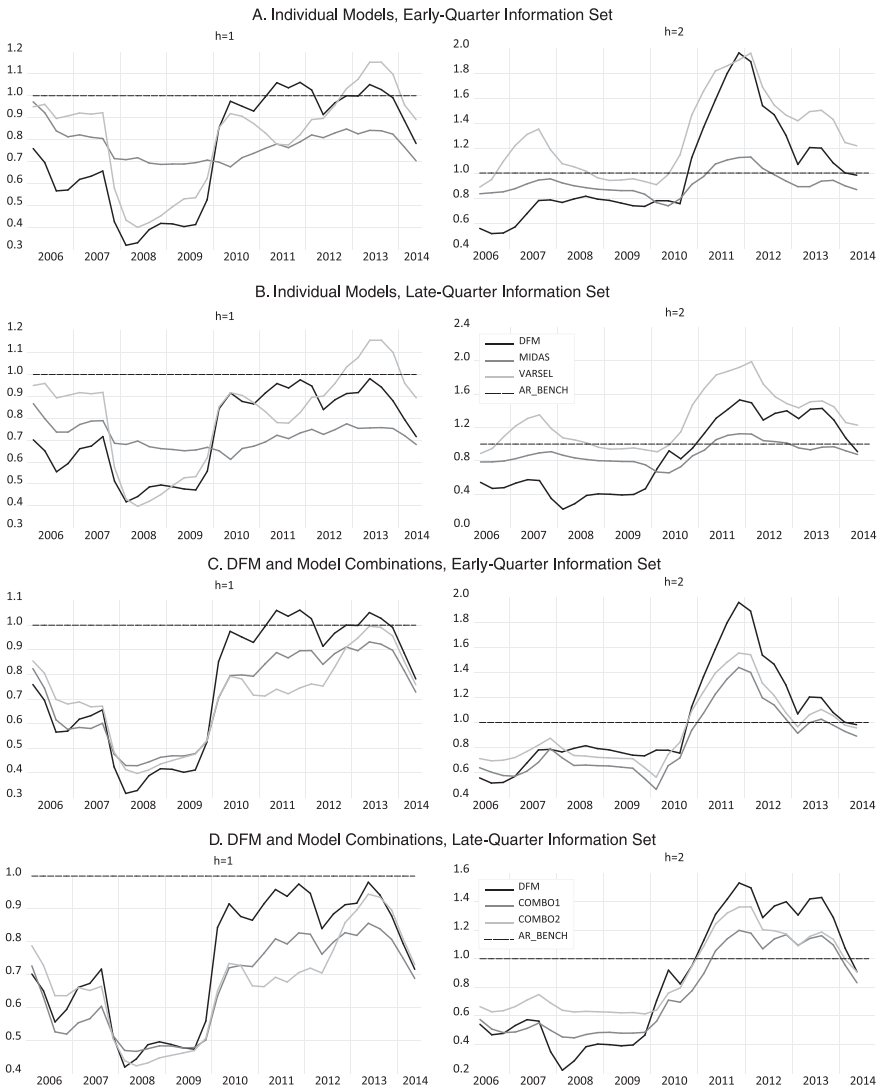 A. Individual Models, Early-Quarter Information Set
h=1
1.2
1.1
1.0
0.9
0.8
0.7
0.6
0.5
0.4
0.3
2006 2007 2008 2009 2010 2011 2012 2013 2014
h=2
2.0
1.8
1.6
1.4
1.2
1.0
0.8
0.6
0.4
2006 2007 2008 2009 2010 2011 2012 2013 2014
B. Individual Models, Late-Quarter Information Set
h=1
1.2
1.1
1.0
0.9
0.8
0.7
0.6
0.5
0.4
0.3
2006 2007 2008 2009 2010 2011 2012 2013 2014
h=2
2.4
2.0
1.6
1.2
0.8
0.4
0.0
DFM
MIDAS
VARSEL
AR_BENCH
2006 2007 2008 2009 2010 2011 2012 2013 2014
C. DFM and Model Combinations, Early-Quarter Information Set
h=1
1.1
1.0
0.9
0.8
0.7
0.6
0.5
0.4
0.3
2006 2007 2008 2009 2010 2011 2012 2013 2014
h=2
2.0
1.8
1.6
1.4
1.2
1.0
0.8
0.6
0.4
2006 2007 2008 2009 2010 2011 2012 2013 2014
D. DFM and Model Combinations, Late-Quarter Information Set
h=1
1.0
0.9
0.8
0.7
0.6
0.5
0.4
2006 2007 2008 2009 2010 2011 2012 2013 2014
h=2
1.6
1.4
1.2
1.0
0.8
0.6
0.4
0.2
DFM
COMBO1
COMBO2
AR_BENCH
2006 2007 2008 2009 2010 2011 2012 2013 2014